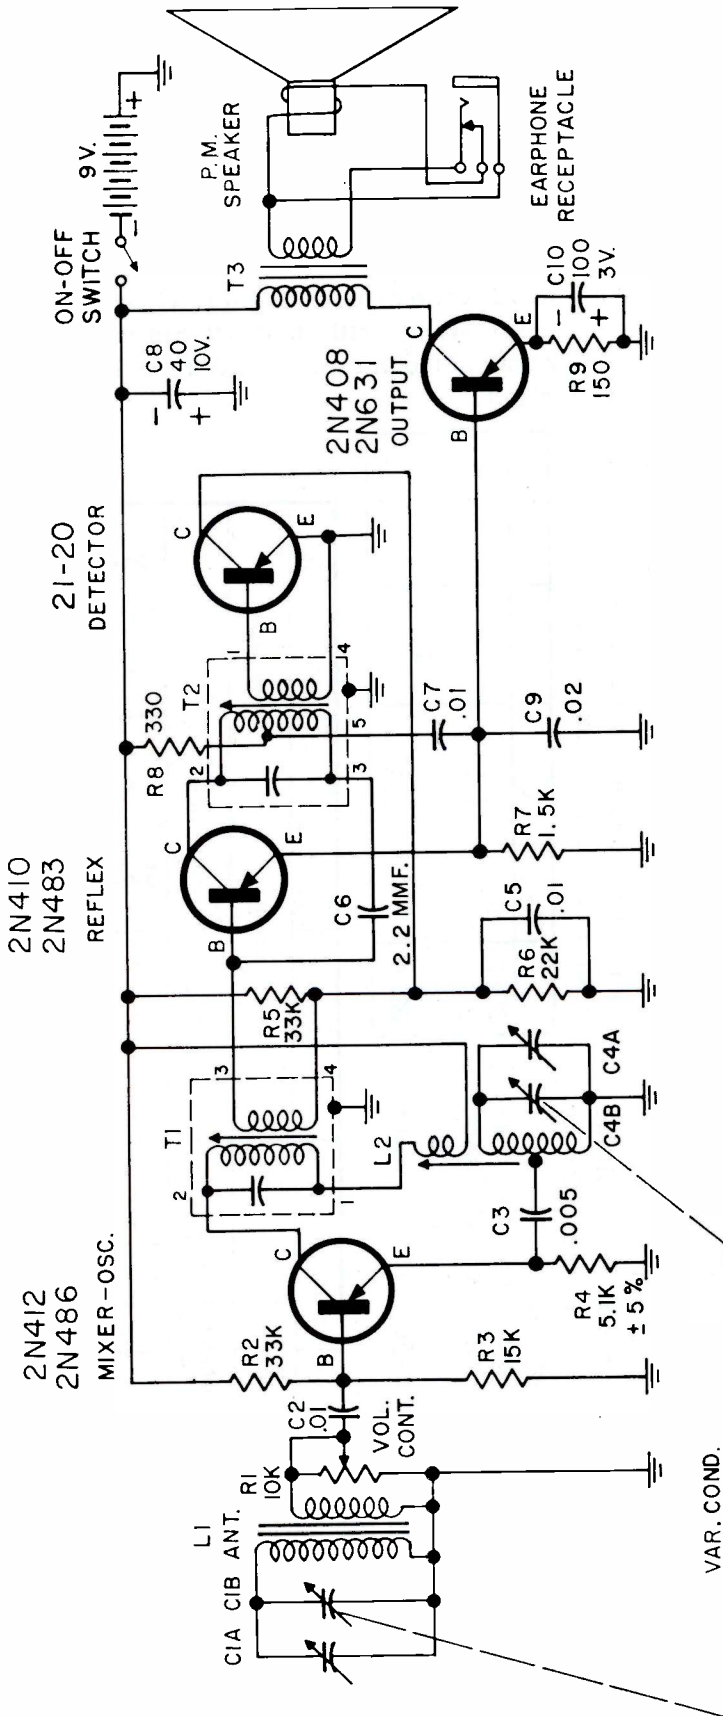 2N412
2N486
MIXER-OSC.
2N410
2N483
REFLEX
21-20
DETECTOR
2N408
2N631
OUTPUT
ON-OFF
SWITCH
9V.
-
+
P.M.
SPEAKER
EARPHONE
RECEPTACLE
C8
40
10V.
-
+
T3
R8
330
T2
1
2
3
4
5
C
B
E
C
B
E
C
B
E
C
B
E
C10
100
3V.
-
+
R9
150
C7
.01
C9
.02
R7
1.5K
C6
2.2 MMF.
C5
.01
R6
22K
R5
33K
T1
2
1
3
4
L2
C4A
C4B
C3
.005
R4
5.1K
±5%
R2
33K
R3
15K
C2
.01
VOL.
CONT.
R1
10K
L1 ANT.
C1A C1B
VAR. COND.